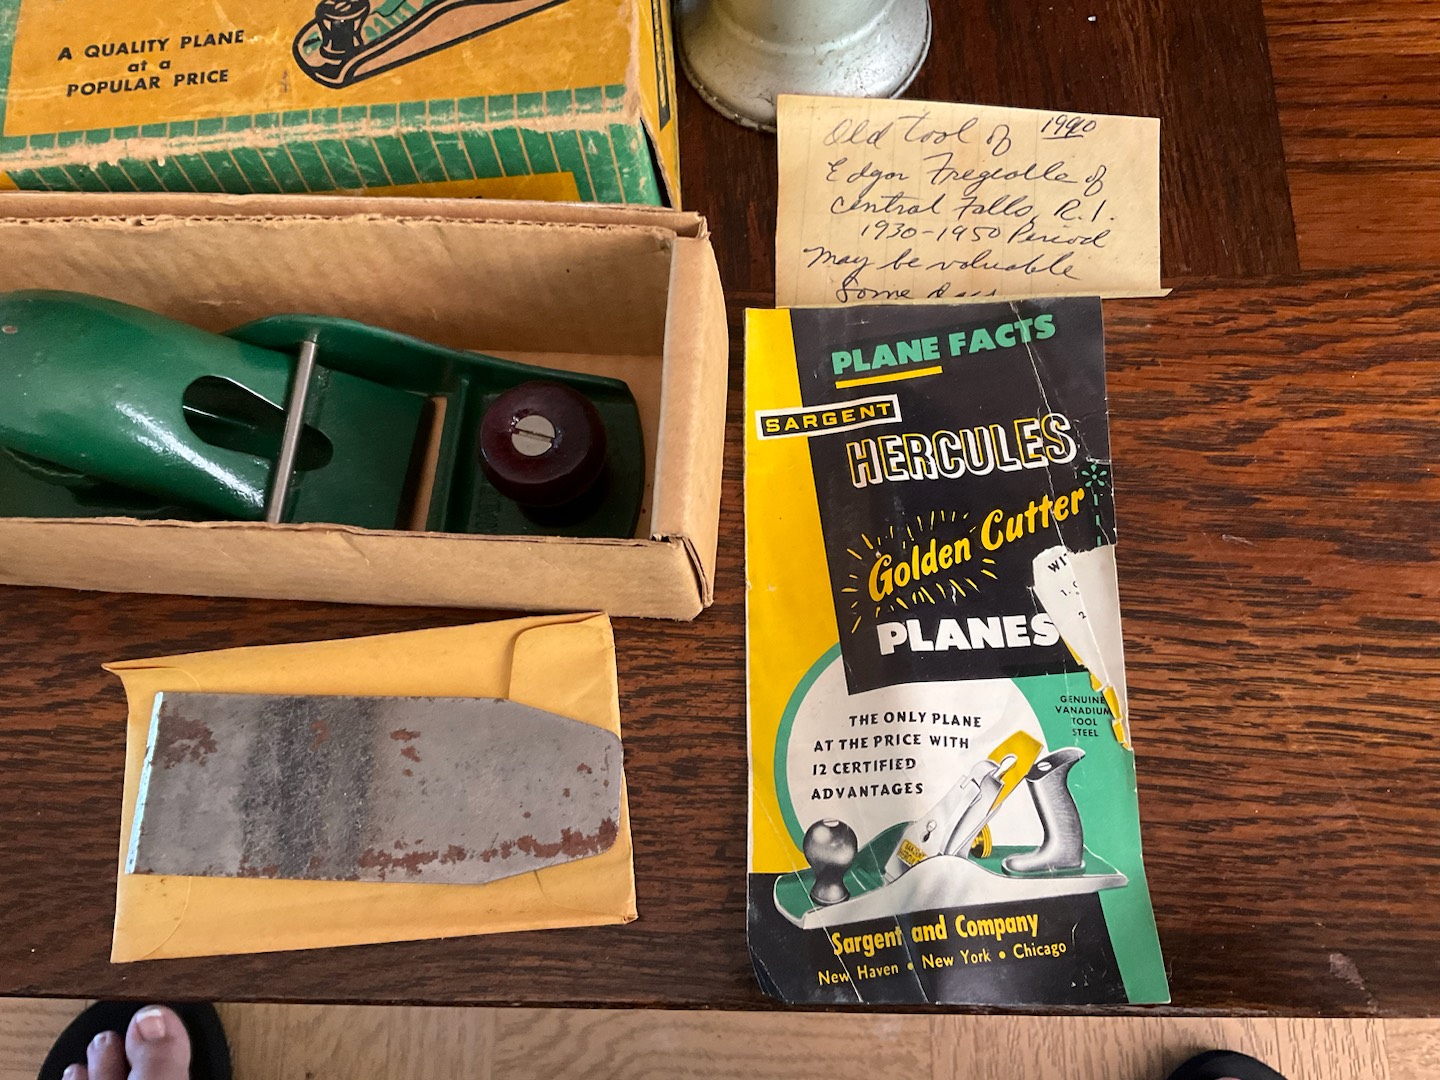 A QUALITY PLANE
at a
POPULAR PRICE
Old tool of 1990
Edgar Fregeolle of
Central Falls, R.I.
1930-1950 Period
May be valuable
Some day
PLANE FACTS
SARGENT
HERCULES
Golden Cutter
PLANES
GENUINE
VANADIUM
TOOL
STEEL
THE ONLY PLANE
AT THE PRICE WITH
12 CERTIFIED
ADVANTAGES
Sargent and Company
New Haven • New York • Chicago